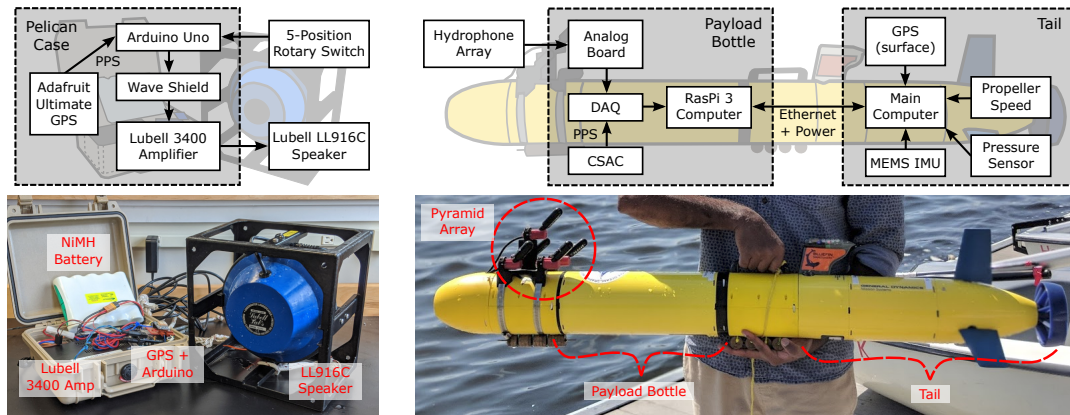 Pelican
Case
Arduino Uno
5-Position
Rotary Switch
PPS
Adafruit
Ultimate
GPS
Wave Shield
Lubell 3400
Amplifier
Lubell LL916C
Speaker
Hydrophone
Array
Analog
Board
Payload
Bottle
DAQ
RasPi 3
Computer
PPS
CSAC
Ethernet
+ Power
GPS
(surface)
Tail
Main
Computer
Propeller
Speed
MEMS IMU
Pressure
Sensor
NiMH
Battery
Lubell
3400 Amp
GPS +
Arduino
LL916C
Speaker
Pyramid
Array
GENERAL DYNAMICS
Payload Bottle
Tail